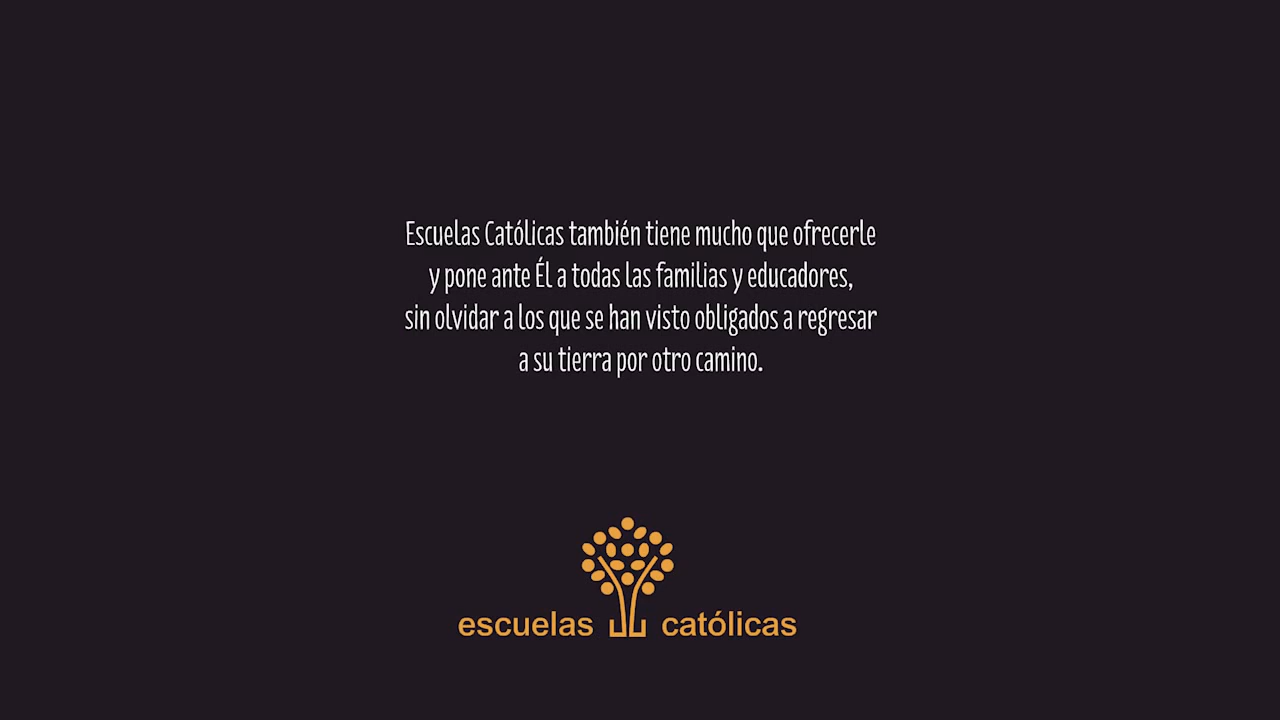 Escuelas Católicas también tiene mucho que ofrecerle
y pone ante Él a todas las familias y educadores,
sin olvidar a los que se han visto obligados a regresar
a su tierra por otro camino.
escuelas católicas